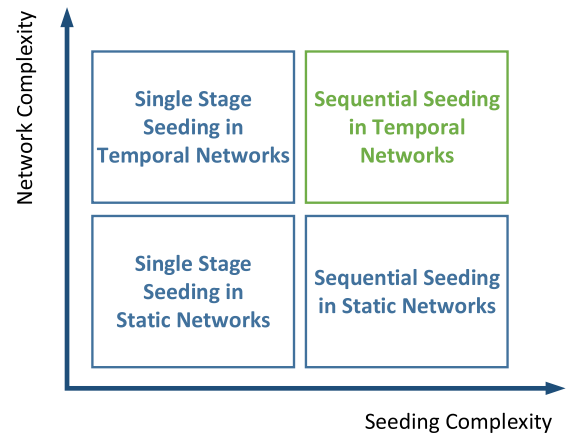 Network Complexity
Single Stage
Seeding in
Temporal Networks
Sequential Seeding
in Temporal
Networks
Single Stage
Seeding in
Static Networks
Sequential Seeding
in Static Networks
Seeding Complexity